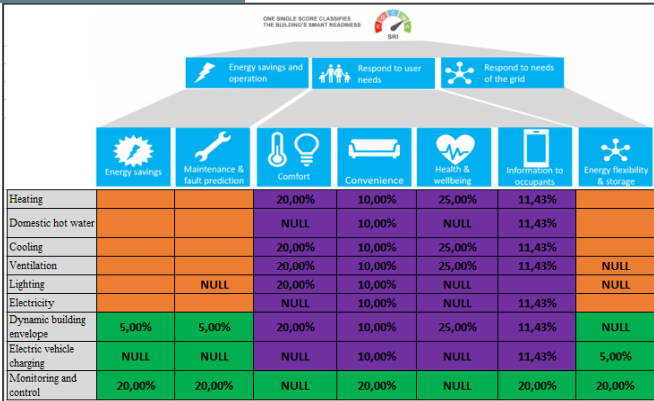 ONE SINGLE SCORE CLASSIFIES
THE BUILDING'S SMART READINESS
SRI
Energy savings and
operation
Respond to user
needs
Respond to needs
of the grid
Energy savings
Maintenance &
fault prediction
Comfort
Convenience
Health &
wellbeing
Information to
occupants
Energy flexibility
& storage
Heating 20,00% 10,00% 25,00% 11,43%
Domestic hot water NULL 10,00% NULL 11,43%
Cooling 20,00% 10,00% 25,00% 11,43%
Ventilation 20,00% 10,00% 25,00% 11,43% NULL
Lighting NULL 20,00% 10,00% NULL NULL
Electricity NULL 10,00% NULL 11,43%
Dynamic building
envelope 5,00% 5,00% 20,00% 10,00% 25,00% 11,43% NULL
Electric vehicle
charging NULL NULL NULL 10,00% NULL 11,43% 5,00%
Monitoring and
control 20,00% 20,00% NULL 20,00% NULL 20,00% 20,00%